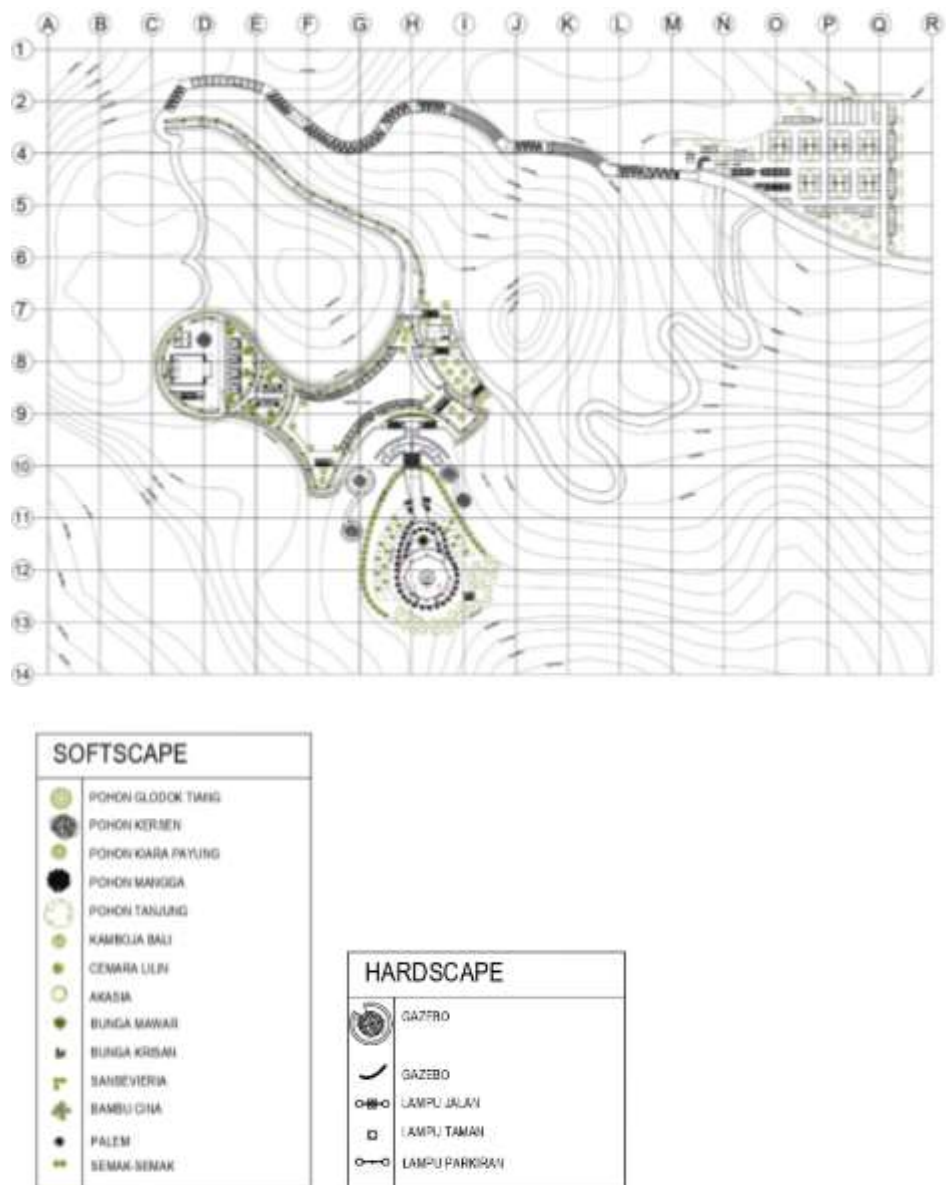 A B C D E F G H I J K L M N O P Q R
1
2
3
4
5
6
7
8
9
10
11
12
13
14
SOFTSCAPE
POHON GLODOK TIANG
POHON KERSEN
POHON KIARA PAYUNG
POHON MANGGA
POHON TANJUNG
KAMBOJA BALI
CEMARA LILIN
AKASIA
BUNGA MAWAR
BUNGA KRISAN
SANSEVIERIA
BAMBU CINA
PALEM
SEMAK-SEMAK
HARDSCAPE
GAZEBO
GAZEBO
LAMPU JALAN
LAMPU TAMAN
LAMPU PARKIRAN